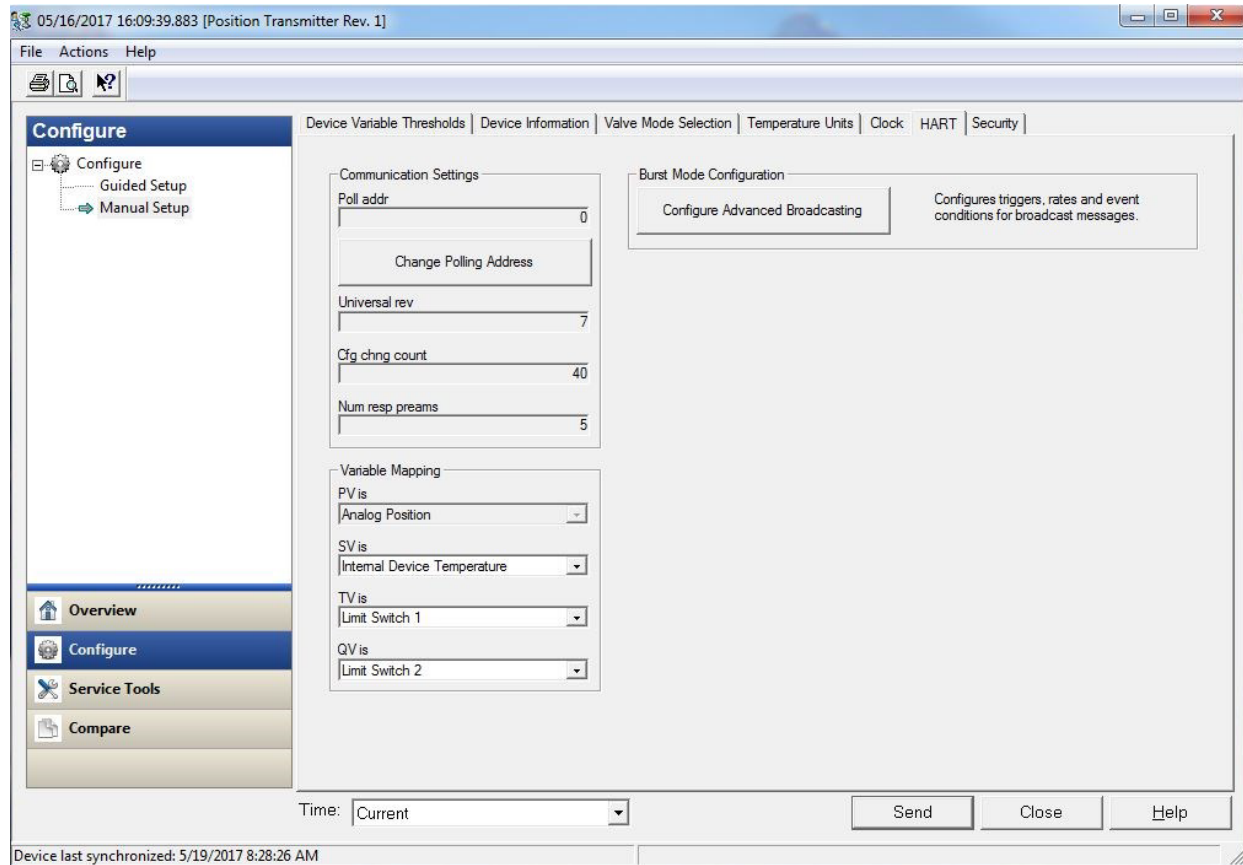 05/16/2017 16:09:39.883 [Position Transmitter Rev. 1]
File Actions Help
Configure
Configure
Guided Setup
Manual Setup
Overview
Configure
Service Tools
Compare
Device Variable Thresholds Device Information Valve Mode Selection Temperature Units Clock HART Security
Communication Settings
Poll addr
0
Change Polling Address
Universal rev
7
Cfg chng count
40
Num resp preams
5
Variable Mapping
PV is
Analog Position
SV is
Internal Device Temperature
TV is
Limit Switch 1
QV is
Limit Switch 2
Burst Mode Configuration
Configure Advanced Broadcasting
Configures triggers, rates and event
conditions for broadcast messages.
Time: Current
Send Close Help
Device last synchronized: 5/19/2017 8:28:26 AM